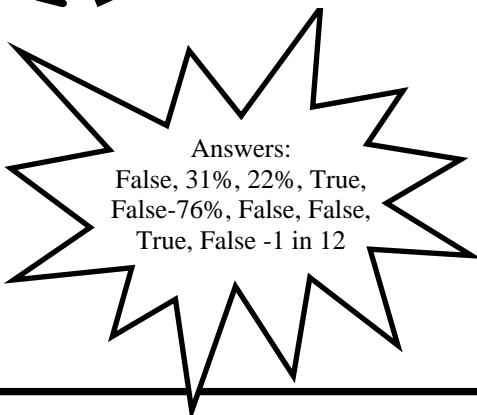 Answers:
False, 31%, 22%, True,
False-76%, False, False,
True, False -1 in 12